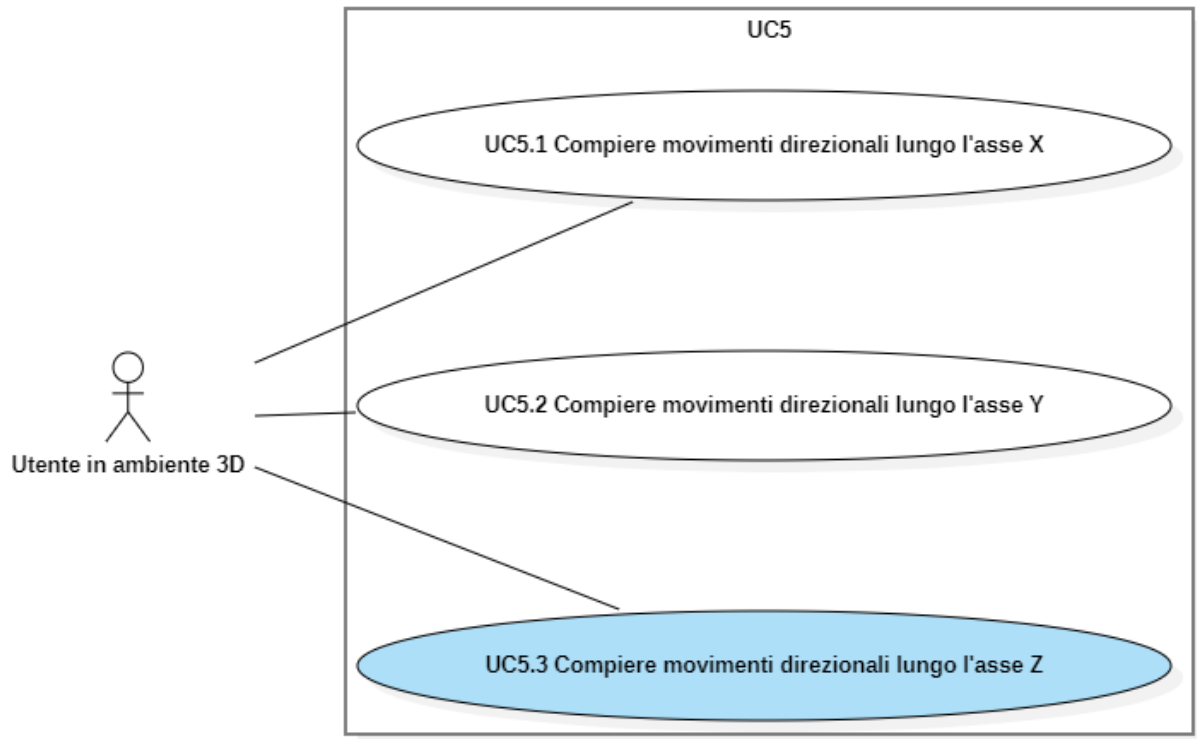 UC5
UC5.1 Compiere movimenti direzionali lungo l'asse X
UC5.2 Compiere movimenti direzionali lungo l'asse Y
Utente in ambiente 3D
UC5.3 Compiere movimenti direzionali lungo l'asse Z